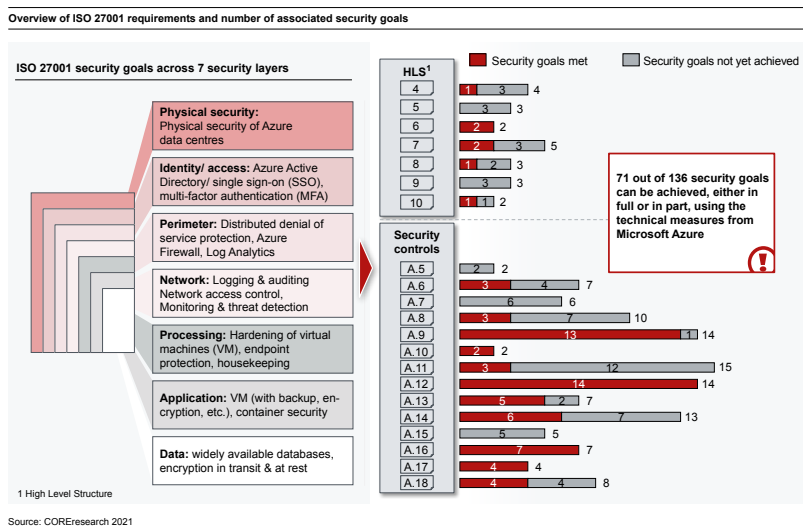 Overview of ISO 27001 requirements and number of associated security goals
ISO 27001 security goals across 7 security layers
Physical security:
Physical security of Azure
data centres
Identity/ access: Azure Active
Directory/ single sign-on (SSO),
multi-factor authentication (MFA)
Perimeter: Distributed denial of
service protection, Azure
Firewall, Log Analytics
Network: Logging & auditing
Network access control,
Monitoring & threat detection
Processing: Hardening of virtual
machines (VM), endpoint
protection, housekeeping
Application: VM (with backup, en-
cryption, etc.), container security
Data: widely available databases,
encryption in transit & at rest
1 High Level Structure
Security goals met
Security goals not yet achieved
HLS1
4 1 3 4
5 3 3
6 2 2
7 2 3 5
8 1 2 3
9 3 3
10 1 1 2
71 out of 136 security goals
can be achieved, either in
full or in part, using the
technical measures from
Microsoft Azure
!
Security
controls
A.5 2 2
A.6 3 4 7
A.7 6 6
A.8 3 7 10
A.9 13 1 14
A.10 2 2
A.11 3 12 15
A.12 14 14
A.13 5 2 7
A.14 6 7 13
A.15 5 5
A.16 7 7
A.17 4 4
A.18 4 4 8
Source: COREresearch 2021